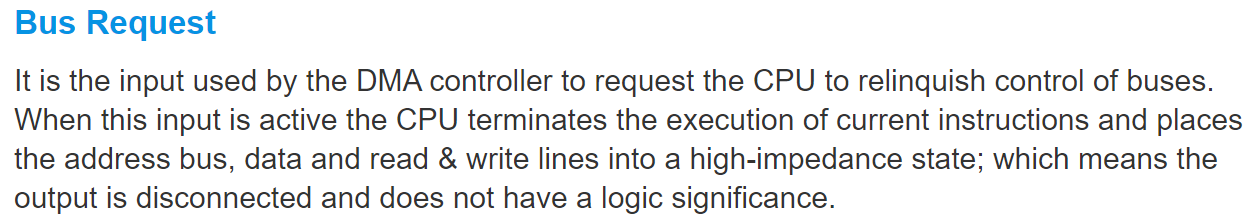 Bus Request
It is the input used by the DMA controller to request the CPU to relinquish control of buses.
When this input is active the CPU terminates the execution of current instructions and places
the address bus, data and read & write lines into a high-impedance state; which means the
output is disconnected and does not have a logic significance.